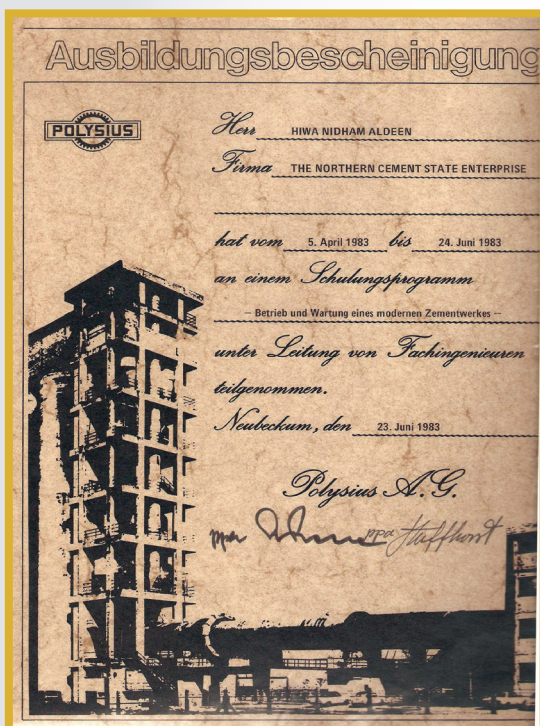 Ausbildungsbescheinigung
POLYSIUS
Herr HIWA NIDHAM ALDEEN
Firma THE NORTHERN CEMENT STATE ENTERPRISE
hat vom 5. April 1983 bis 24. Juni 1983
an einem Schulungsprogramm
– Betrieb und Wartung eines modernen Zementwerkes –
unter Leitung von Fachingenieuren
teilgenommen.
Neubeckum, den 23. Juni 1983
Polysius A.G.
ppa ppa